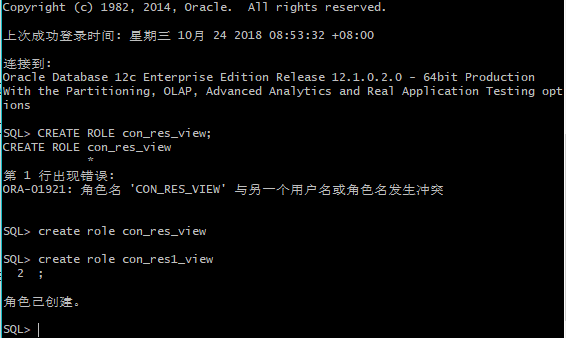 Copyright (c) 1982, 2014, Oracle.  All rights reserved.
上次成功登录时间: 星期三 10月 24 2018 08:53:32 +08:00
连接到:
Oracle Database 12c Enterprise Edition Release 12.1.0.2.0 - 64bit Production
With the Partitioning, OLAP, Advanced Analytics and Real Application Testing opt
ions
SQL> CREATE ROLE con_res_view;
CREATE ROLE con_res_view
            *
第 1 行出现错误:
ORA-01921: 角色名 'CON_RES_VIEW' 与另一个用户名或角色名发生冲突
SQL> create role con_res_view
SQL> create role con_res1_view
  2  ;
角色已创建。
SQL>